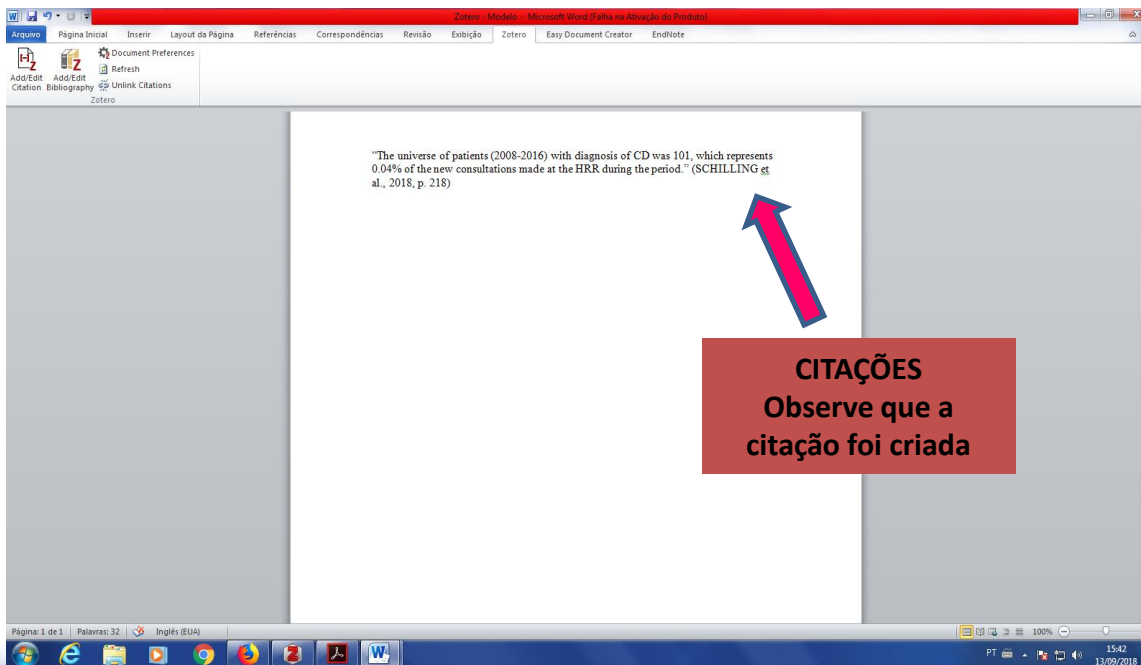 Zotero - Modelo - Microsoft Word (Falha na Ativação do Produto)
Arquivo Página Inicial Inserir Layout da Página Referências Correspondências Revisão Exibição Zotero Easy Document Creator EndNote
Document Preferences
Refresh
Add/Edit Add/Edit
Citation Bibliography Unlink Citations
Zotero
“The universe of patients (2008-2016) with diagnosis of CD was 101, which represents
0.04% of the new consultations made at the HRR during the period.” (SCHILLING et
al., 2018, p. 218)
CITAÇÕES
Observe que a
citação foi criada
Página: 1 de 1 Palavras: 32 Inglês (EUA) 100%
PT 15:42
13/09/2018